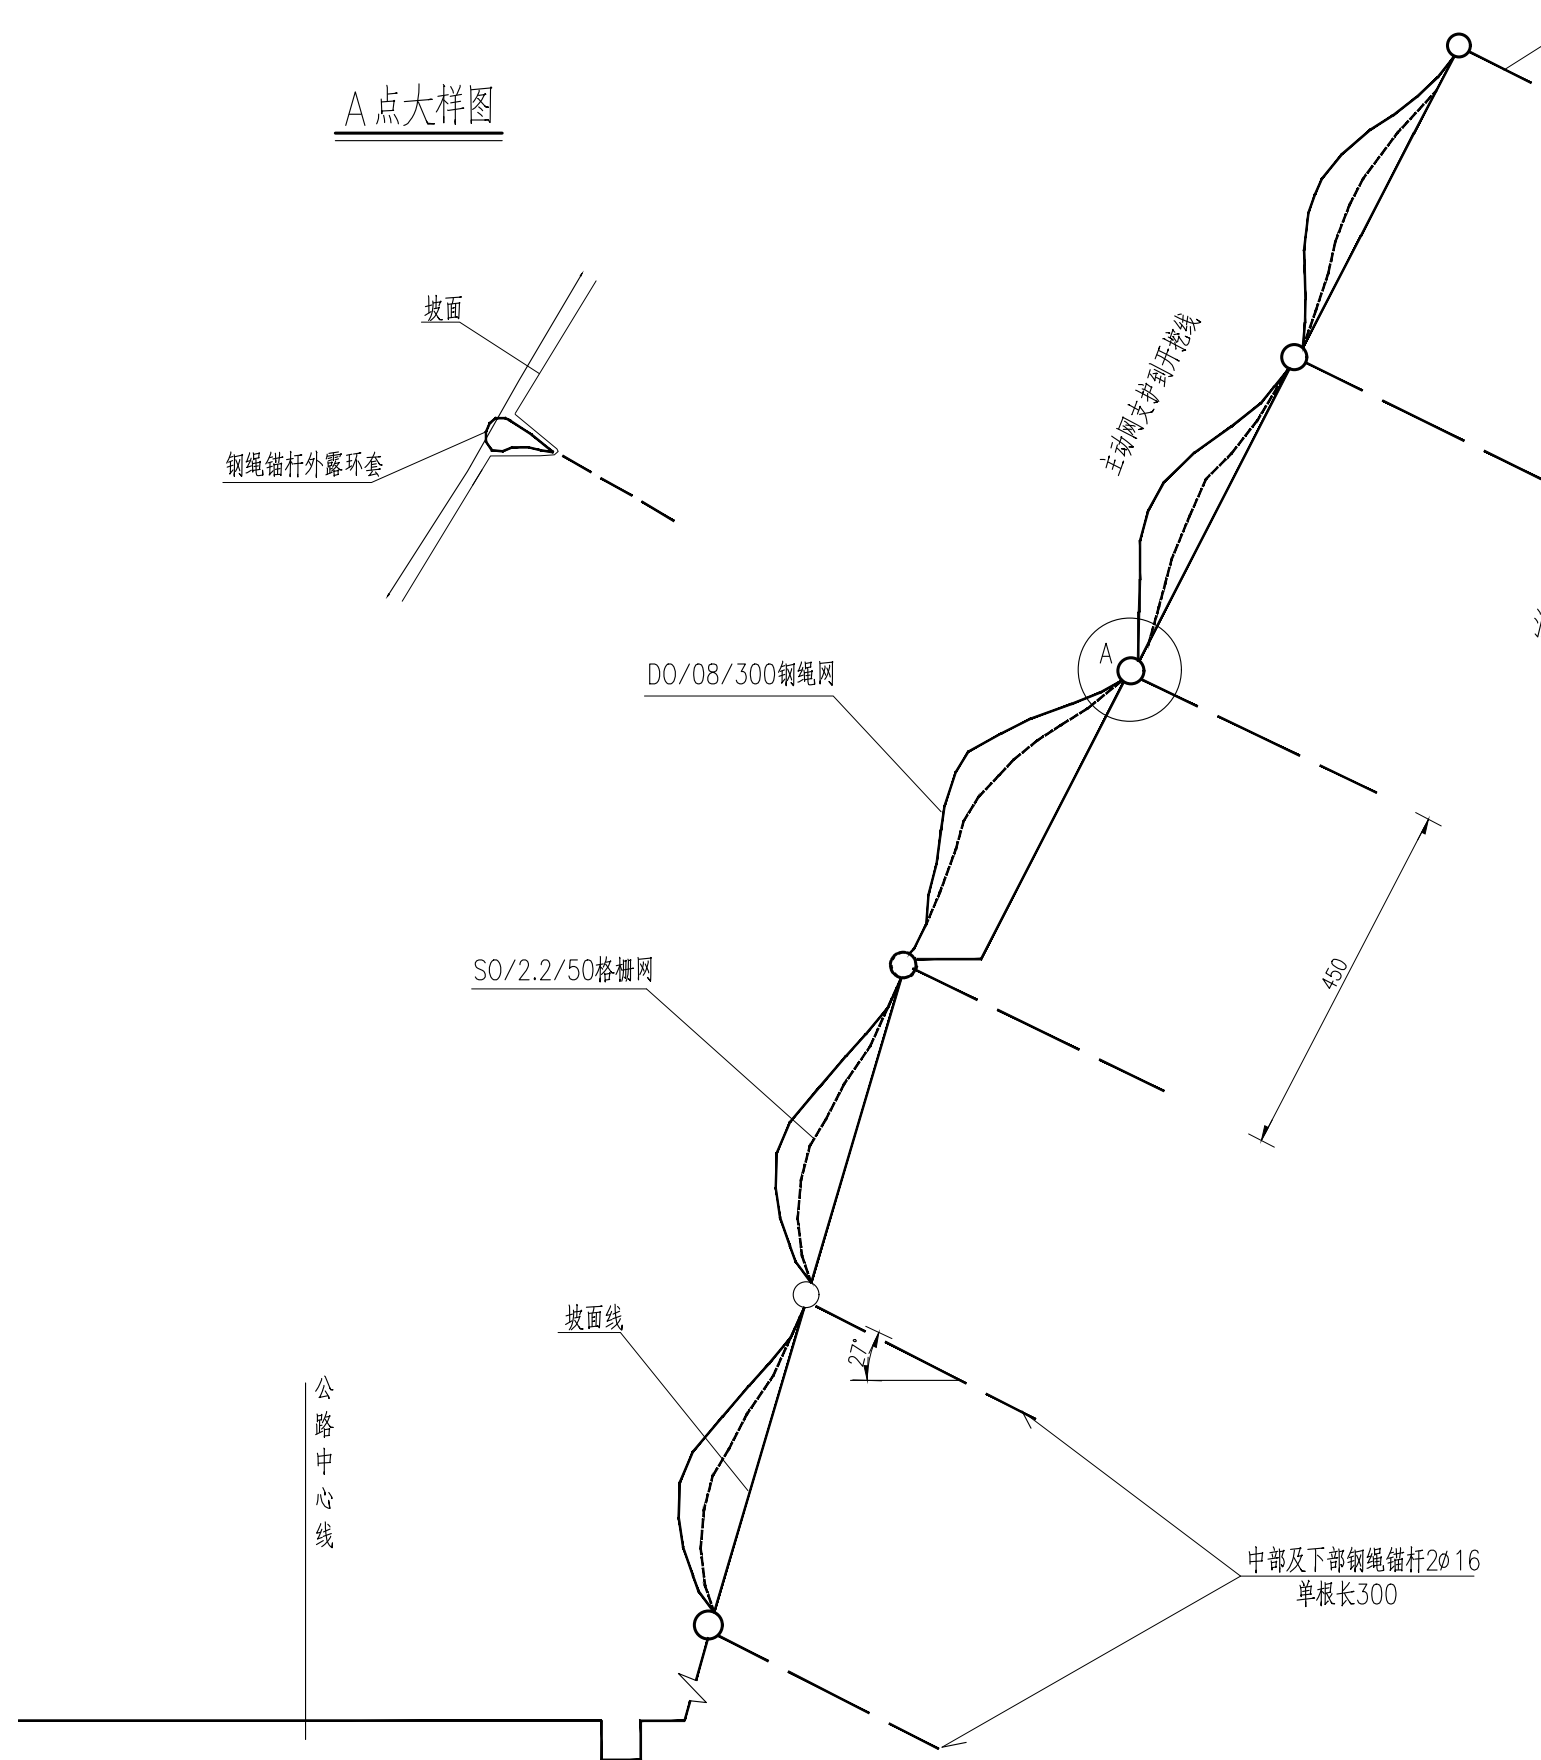 A点大样图
坡面
主动网支护到开挖线
钢绳锚杆外露环套
A
DO/08/300钢绳网
SO/2.2/50格栅网
450
坡面线
27°
公路中心线
中部及下部钢绳锚杆2ø16
单根长300